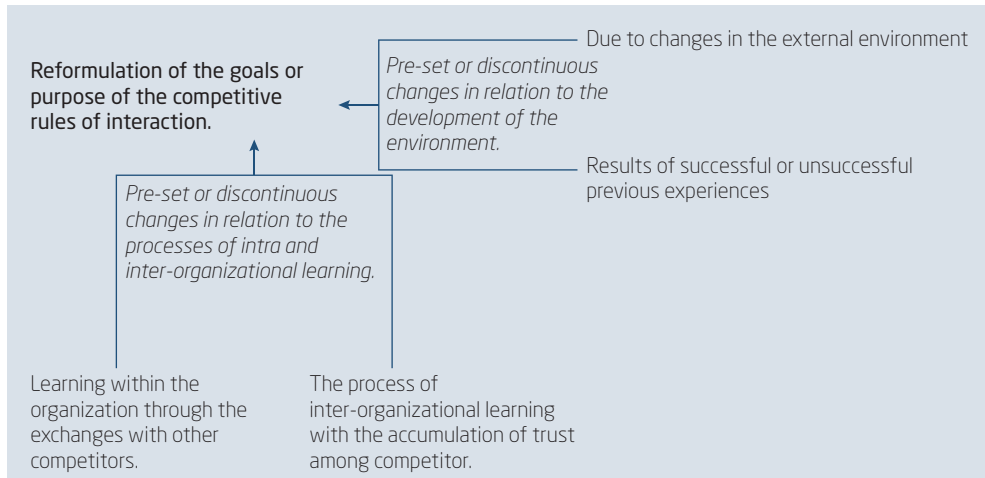 Due to changes in the external environment
Reformulation of the goals or
purpose of the competitive
rules of interaction.
Pre-set or discontinuous
changes in relation to the
development of the
environment.
Results of successful or unsuccessful
previous experiences
Pre-set or discontinuous
changes in relation to the
processes of intra and
inter-organizational learning.
Learning within the
organization through the
exchanges with other
competitors.
The process of
inter-organizational learning
with the accumulation of trust
among competitor.